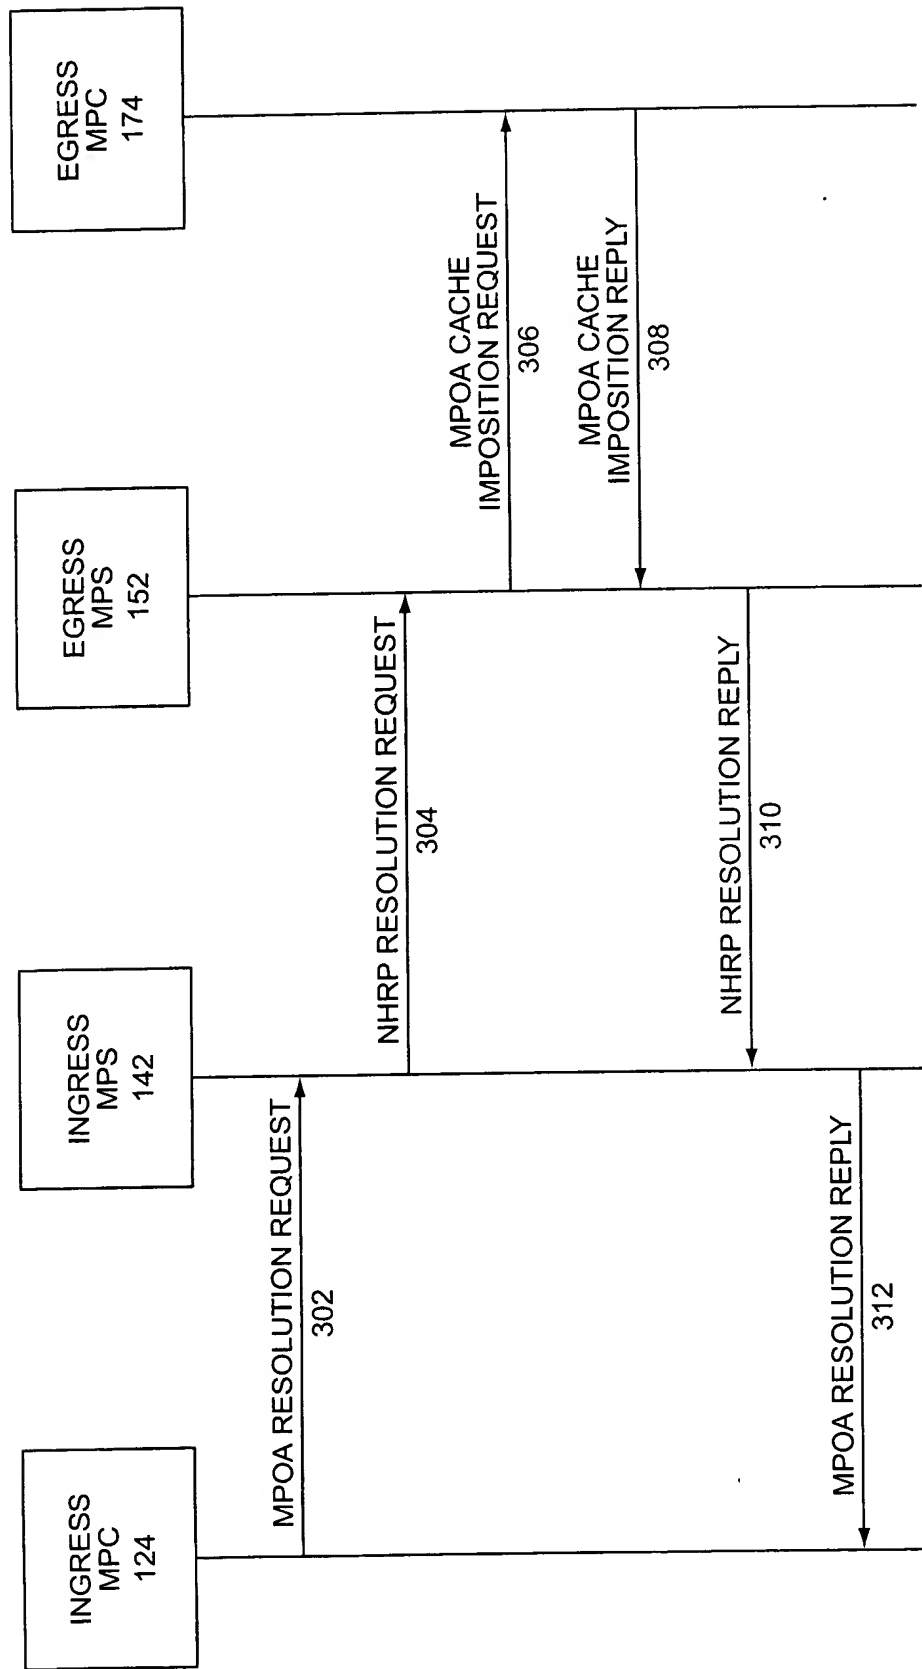 INGRESS
MPC
124
INGRESS
MPS
142
EGRESS
MPS
152
EGRESS
MPC
174
MPOA RESOLUTION REQUEST
302
NHRP RESOLUTION REQUEST
304
MPOA CACHE
IMPOSITION REQUEST
306
MPOA CACHE
IMPOSITION REPLY
308
NHRP RESOLUTION REPLY
310
MPOA RESOLUTION REPLY
312